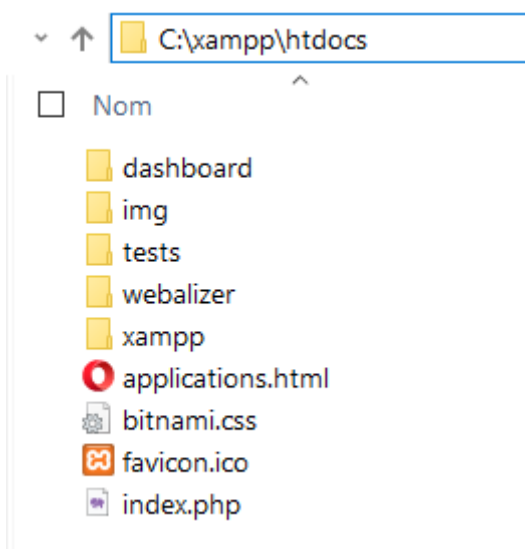 C:\xampp\htdocs
Nom
dashboard
img
tests
webalizer
xampp
applications.html
bitnami.css
favicon.ico
index.php